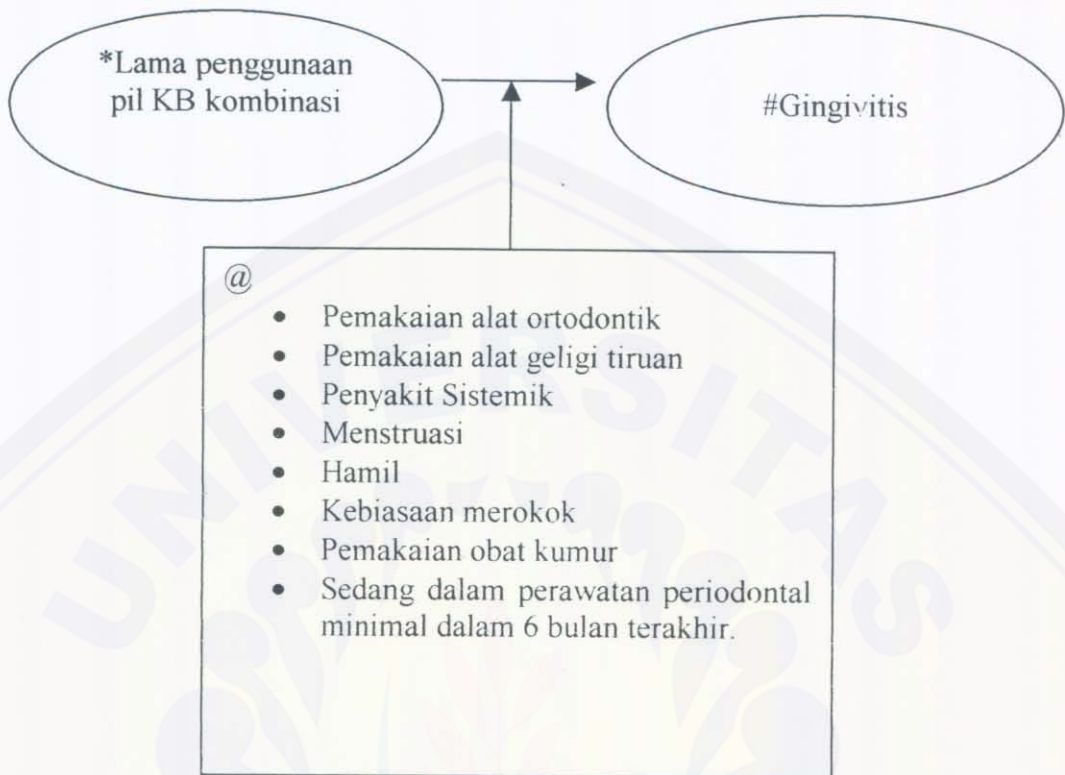 *Lama penggunaan
pil KB kombinasi
#Gingivitis
@
• Pemakaian alat ortodontik
• Pemakaian alat geligi tiruan
• Penyakit Sistemik
• Menstruasi
• Hamil
• Kebiasaan merokok
• Pemakaian obat kumur
• Sedang dalam perawatan periodontal
minimal dalam 6 bulan terakhir.
UNIVERSITAS